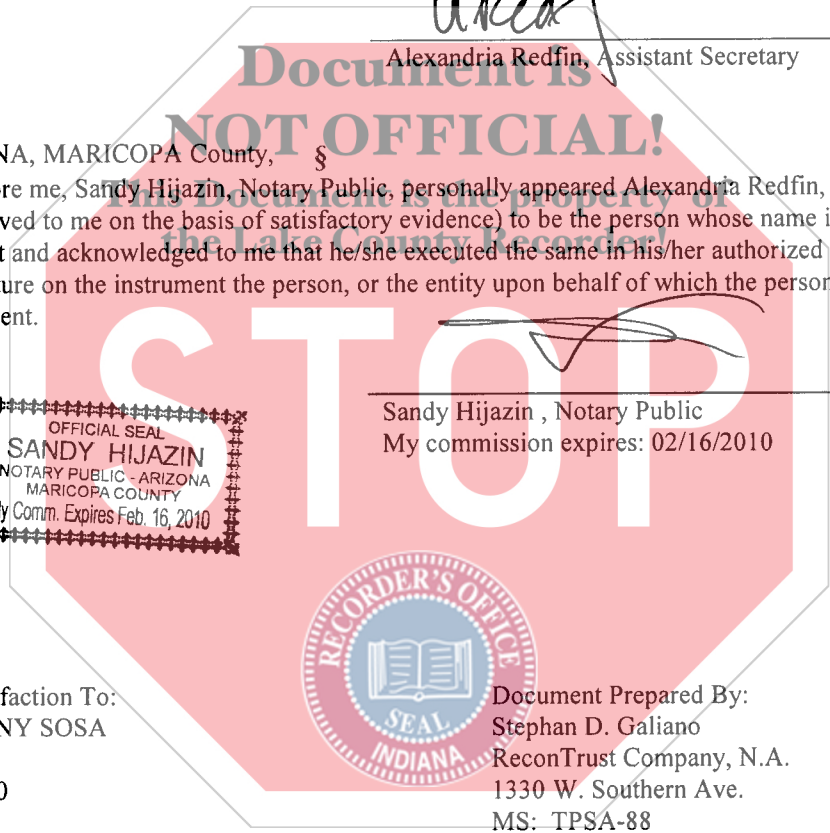 Alexandria Redfin, Assistant Secretary
Document is
NOT OFFICIAL!
This Document is the property of
the Lake County Recorder!
NA, MARICOPA County, §
re me, Sandy Hijazin, Notary Public, personally appeared Alexandria Redfin,
ved to me on the basis of satisfactory evidence) to be the person whose name i
t and acknowledged to me that he/she executed the same in his/her authorized
ture on the instrument the person, or the entity upon behalf of which the person
ent.
STOP
Sandy Hijazin , Notary Public
My commission expires: 02/16/2010
OFFICIAL SEAL
SANDY HIJAZIN
NOTARY PUBLIC - ARIZONA
MARICOPA COUNTY
y Comm. Expires Feb. 16, 2010
RECORDER'S OFFICE
SEAL
INDIANA
faction To:
NY SOSA
0
Document Prepared By:
Stephan D. Galiano
ReconTrust Company, N.A.
1330 W. Southern Ave.
MS: TPSA-88